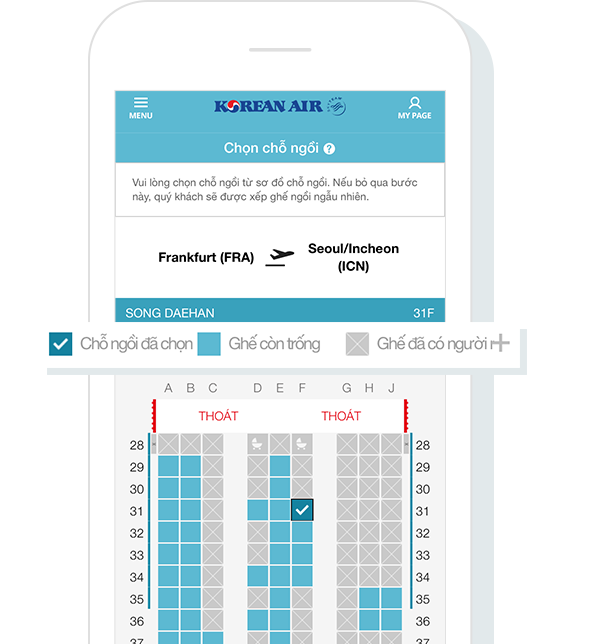 MENU
KOREAN AIR
MY PAGE
Chọn chỗ ngồi ?
Vui lòng chọn chỗ ngồi từ sơ đồ chỗ ngồi. Nếu bỏ qua bước
này, quý khách sẽ được xếp ghế ngồi ngẫu nhiên.
Frankfurt (FRA)
Seoul/Incheon
(ICN)
SONG DAEHAN 31F
Chỗ ngồi đã chọn Ghế còn trống Ghế đã có người
A B C D E F G H J
THOÁT THOÁT
28 28
29 29
30 30
31 31
32 32
33 33
34 34
35 35
36 36
37 37